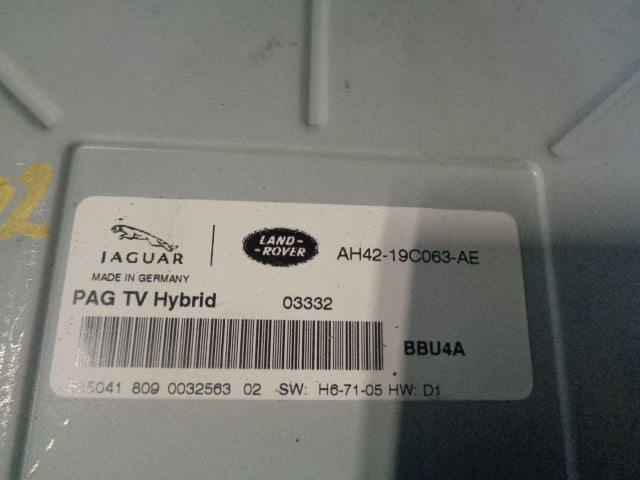 02
JAGUAR
LAND-
-ROVER
AH42-19C063-AE
MADE IN GERMANY
PAG TV Hybrid 03332
BBU4A
809 0032563 02 SW: H6-71-05 HW: D1